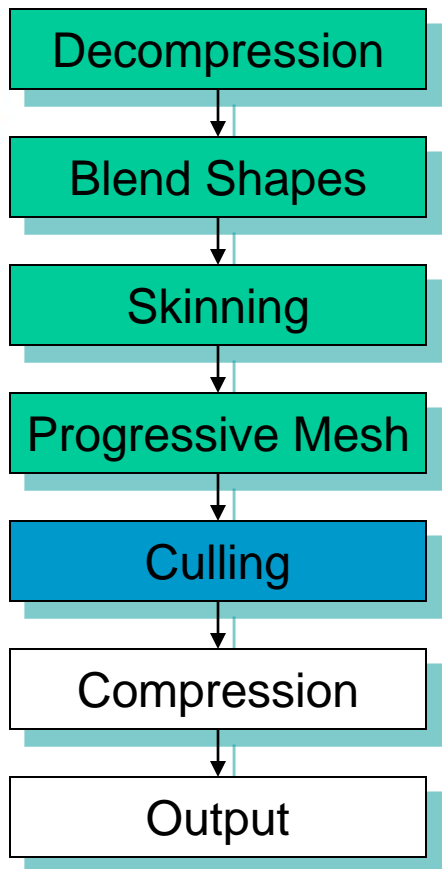 Decompression
Blend Shapes
Skinning
Progressive Mesh
Culling
Compression
Output